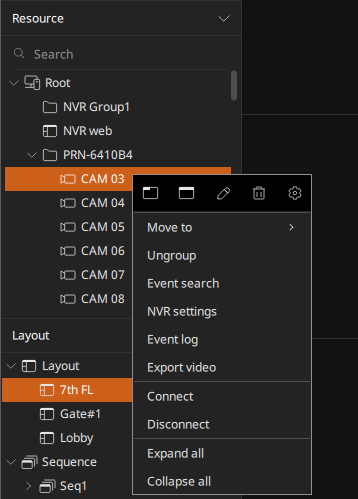 Resource
Search
Root
NVR Group1
NVR web
PRN-6410B4
CAM 03
CAM 04
CAM 05
CAM 06
CAM 07
CAM 08
Move to
Ungroup
Event search
NVR settings
Event log
Export video
Connect
Disconnect
Expand all
Collapse all
Layout
Layout
7th FL
Gate#1
Lobby
Sequence
Seq1